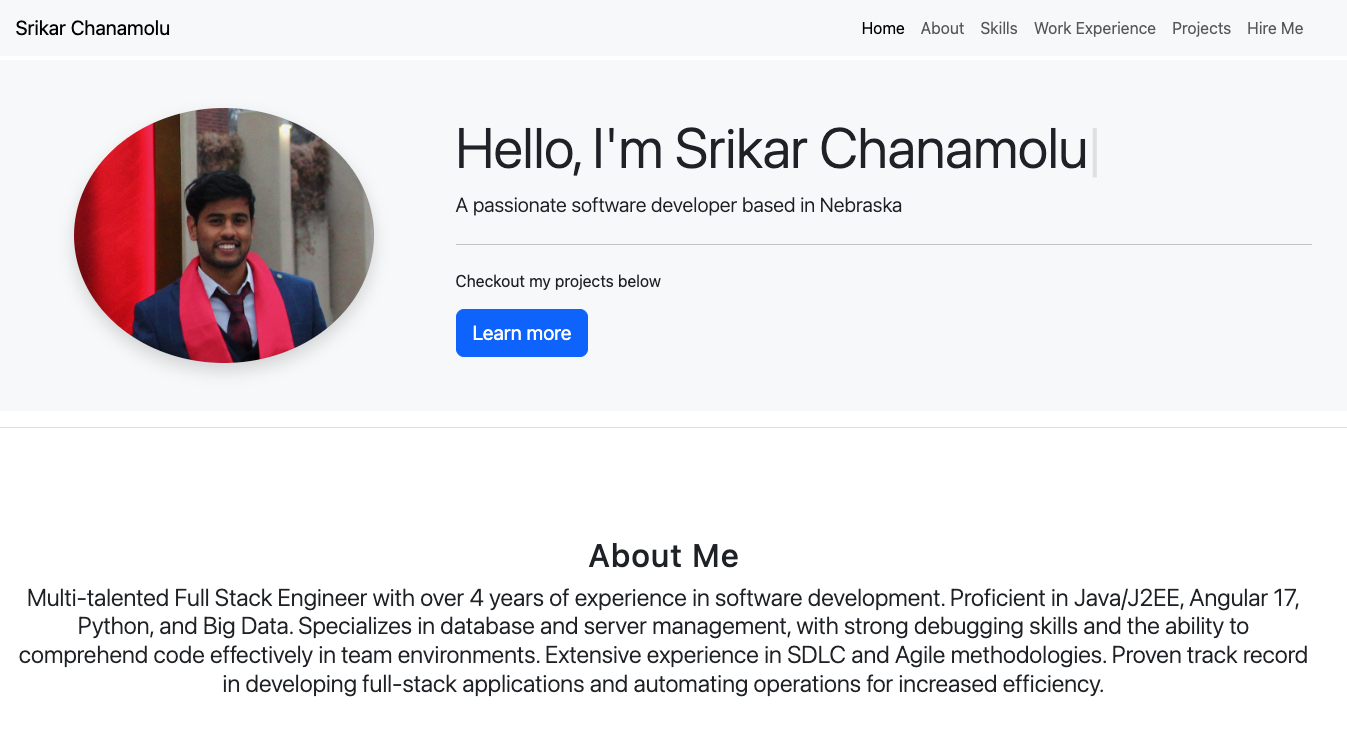 Srikar Chanamolu
Home About Skills Work Experience Projects Hire Me
Hello, I'm Srikar Chanamolu
A passionate software developer based in Nebraska
Checkout my projects below
Learn more
About Me
Multi-talented Full Stack Engineer with over 4 years of experience in software development. Proficient in Java/J2EE, Angular 17,
Python, and Big Data. Specializes in database and server management, with strong debugging skills and the ability to
comprehend code effectively in team environments. Extensive experience in SDLC and Agile methodologies. Proven track record
in developing full-stack applications and automating operations for increased efficiency.